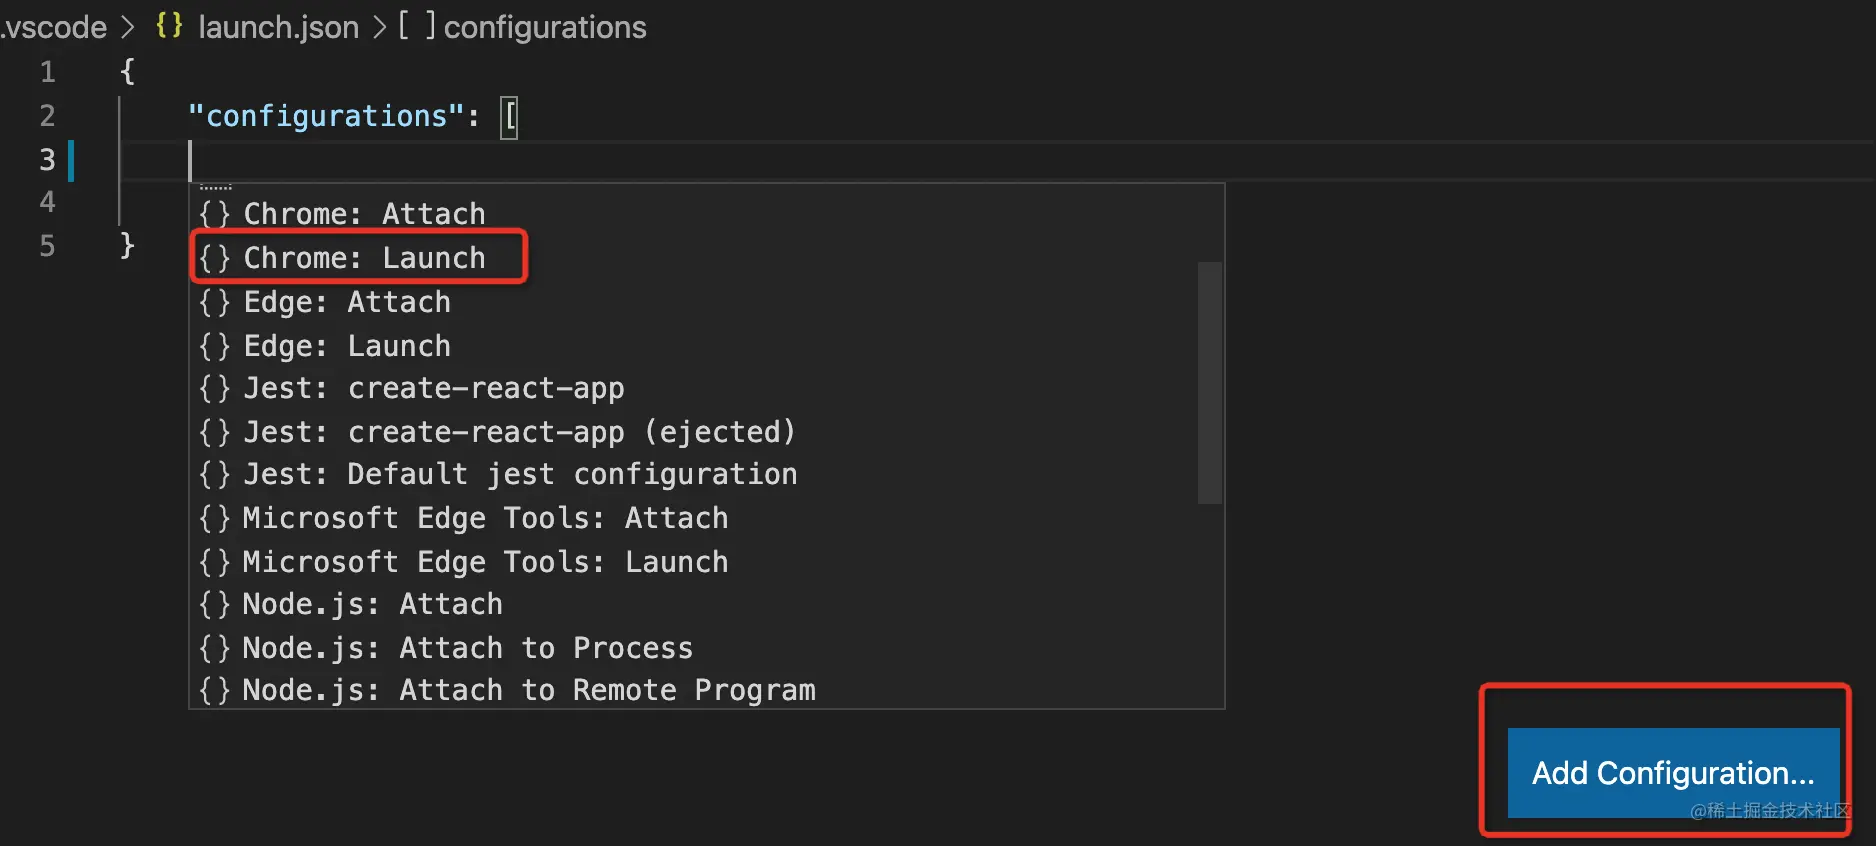 .vscode > {} launch.json > [ ] configurations
1 {
2 "configurations": [
3
4
5 }
{} Chrome: Attach
{} Chrome: Launch
{} Edge: Attach
{} Edge: Launch
{} Jest: create-react-app
{} Jest: create-react-app (ejected)
{} Jest: Default jest configuration
{} Microsoft Edge Tools: Attach
{} Microsoft Edge Tools: Launch
{} Node.js: Attach
{} Node.js: Attach to Process
{} Node.js: Attach to Remote Program
Add Configuration...
@稀土掘金技术社区